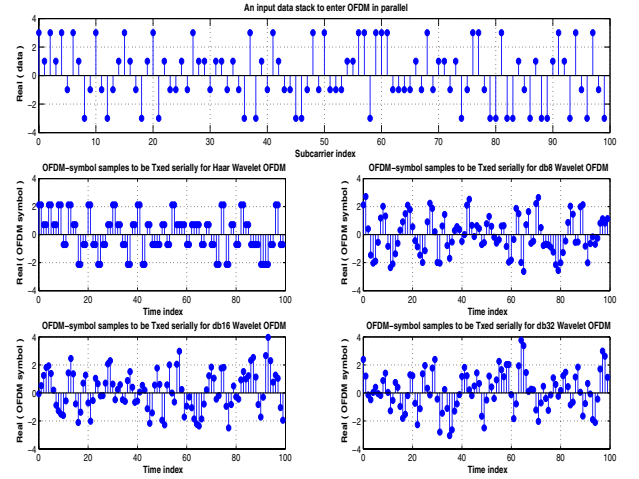 An input data stack to enter OFDM in parallel
4
2
0
−2
−4
Real ( data )
0 10 20 30 40 50 60 70 80 90 100
Subcarrier index
OFDM−symbol samples to be Txed serially for Haar Wavelet OFDM
4
2
0
−2
−4
Real ( OFDM symbol )
0 20 40 60 80 100
Time index
OFDM−symbol samples to be Txed serially for db8 Wavelet OFDM
4
2
0
−2
−4
Real ( OFDM symbol )
0 20 40 60 80 100
Time index
OFDM−symbol samples to be Txed serially for db16 Wavelet OFDM
4
2
0
−2
−4
Real ( OFDM symbol )
0 20 40 60 80 100
Time index
OFDM−symbol samples to be Txed serially for db32 Wavelet OFDM
4
2
0
−2
−4
Real ( OFDM symbol )
0 20 40 60 80 100
Time index